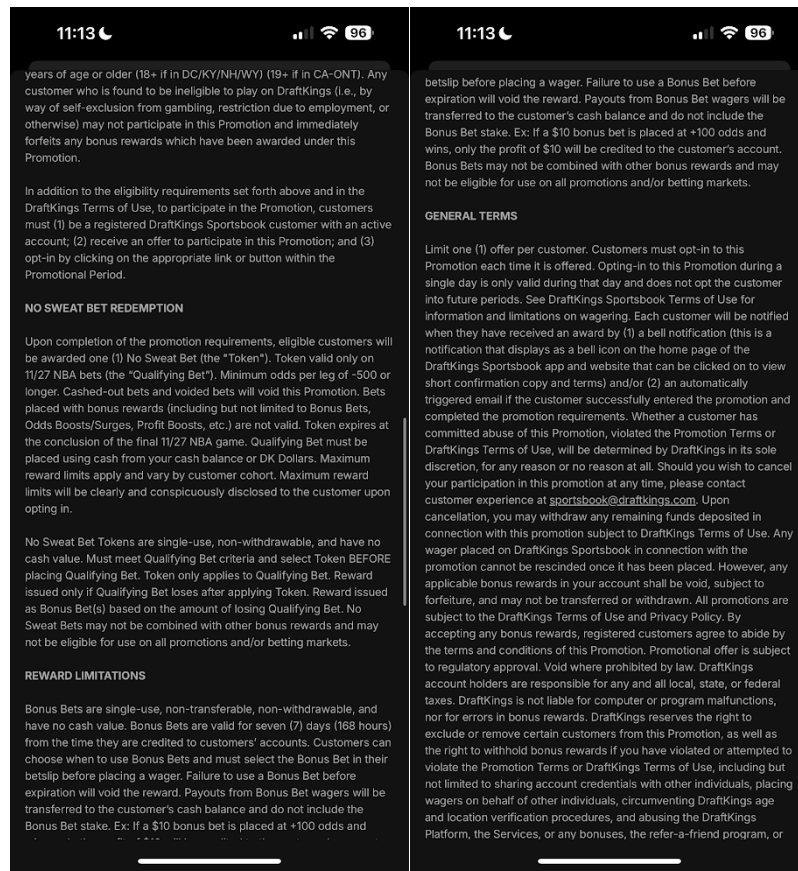 11:13
96
years of age or older (18+ if in DC/KY/NH/WY) (19+ if in CA-ONT). Any
customer who is found to be ineligible to play on DraftKings (i.e., by
way of self-exclusion from gambling, restriction due to employment, or
otherwise) may not participate in this Promotion and immediately
forfeits any bonus rewards which have been awarded under this
Promotion.
In addition to the eligibility requirements set forth above and in the
DraftKings Terms of Use, to participate in the Promotion, customers
must (1) be a registered DraftKings Sportsbook customer with an active
account; (2) receive an offer to participate in this Promotion; and (3)
opt-in by clicking on the appropriate link or button within the
Promotional Period.
NO SWEAT BET REDEMPTION
Upon completion of the promotion requirements, eligible customers will
be awarded one (1) No Sweat Bet (the "Token"). Token valid only on
11/27 NBA bets (the “Qualifying Bet”). Minimum odds per leg of -500 or
longer. Cashed-out bets and voided bets will void this Promotion. Bets
placed with bonus rewards (including but not limited to Bonus Bets,
Odds Boosts/Surges, Profit Boosts, etc.) are not valid. Token expires at
the conclusion of the final 11/27 NBA game. Qualifying Bet must be
placed using cash from your cash balance or DK Dollars. Maximum
reward limits apply and vary by customer cohort. Maximum reward
limits will be clearly and conspicuously disclosed to the customer upon
opting in.
No Sweat Bet Tokens are single-use, non-withdrawable, and have no
cash value. Must meet Qualifying Bet criteria and select Token BEFORE
placing Qualifying Bet. Token only applies to Qualifying Bet. Reward
issued only if Qualifying Bet loses after applying Token. Reward issued
as Bonus Bet(s) based on the amount of losing Qualifying Bet. No
Sweat Bets may not be combined with other bonus rewards and may
not be eligible for use on all promotions and/or betting markets.
REWARD LIMITATIONS
Bonus Bets are single-use, non-transferable, non-withdrawable, and
have no cash value. Bonus Bets are valid for seven (7) days (168 hours)
from the time they are credited to customers’ accounts. Customers can
choose when to use Bonus Bets and must select the Bonus Bet in their
betslip before placing a wager. Failure to use a Bonus Bet before
expiration will void the reward. Payouts from Bonus Bet wagers will be
transferred to the customer’s cash balance and do not include the
Bonus Bet stake. Ex: If a $10 bonus bet is placed at +100 odds and
11:13
96
betslip before placing a wager. Failure to use a Bonus Bet before
expiration will void the reward. Payouts from Bonus Bet wagers will be
transferred to the customer’s cash balance and do not include the
Bonus Bet stake. Ex: If a $10 bonus bet is placed at +100 odds and
wins, only the profit of $10 will be credited to the customer’s account.
Bonus Bets may not be combined with other bonus rewards and may
not be eligible for use on all promotions and/or betting markets.
GENERAL TERMS
Limit one (1) offer per customer. Customers must opt-in to this
Promotion each time it is offered. Opting-in to this Promotion during a
single day is only valid during that day and does not opt the customer
into future periods. See DraftKings Sportsbook Terms of Use for
information and limitations on wagering. Each customer will be notified
when they have received an award by (1) a bell notification (this is a
notification that displays as a bell icon on the home page of the
DraftKings Sportsbook app and website that can be clicked on to view
short confirmation copy and terms) and/or (2) an automatically
triggered email if the customer successfully entered the promotion and
completed the promotion requirements. Whether a customer has
committed abuse of this Promotion, violated the Promotion Terms or
DraftKings Terms of Use, will be determined by DraftKings in its sole
discretion, for any reason or no reason at all. Should you wish to cancel
your participation in this promotion at any time, please contact
customer experience at sportsbook@draftkings.com. Upon
cancellation, you may withdraw any remaining funds deposited in
connection with this promotion subject to DraftKings Terms of Use. Any
wager placed on DraftKings Sportsbook in connection with the
promotion cannot be rescinded once it has been placed. However, any
applicable bonus rewards in your account shall be void, subject to
forfeiture, and may not be transferred or withdrawn. All promotions are
subject to the DraftKings Terms of Use and Privacy Policy. By
accepting any bonus rewards, registered customers agree to abide by
the terms and conditions of this Promotion. Promotional offer is subject
to regulatory approval. Void where prohibited by law. DraftKings
account holders are responsible for any and all local, state, or federal
taxes. DraftKings is not liable for computer or program malfunctions,
nor for errors in bonus rewards. DraftKings reserves the right to
exclude or remove certain customers from this Promotion, as well as
the right to withhold bonus rewards if you have violated or attempted to
violate the Promotion Terms or DraftKings Terms of Use, including but
not limited to sharing account credentials with other individuals, placing
wagers on behalf of other individuals, circumventing DraftKings age
and location verification procedures, and abusing the DraftKings
Platform, the Services, or any bonuses, the refer-a-friend program, or